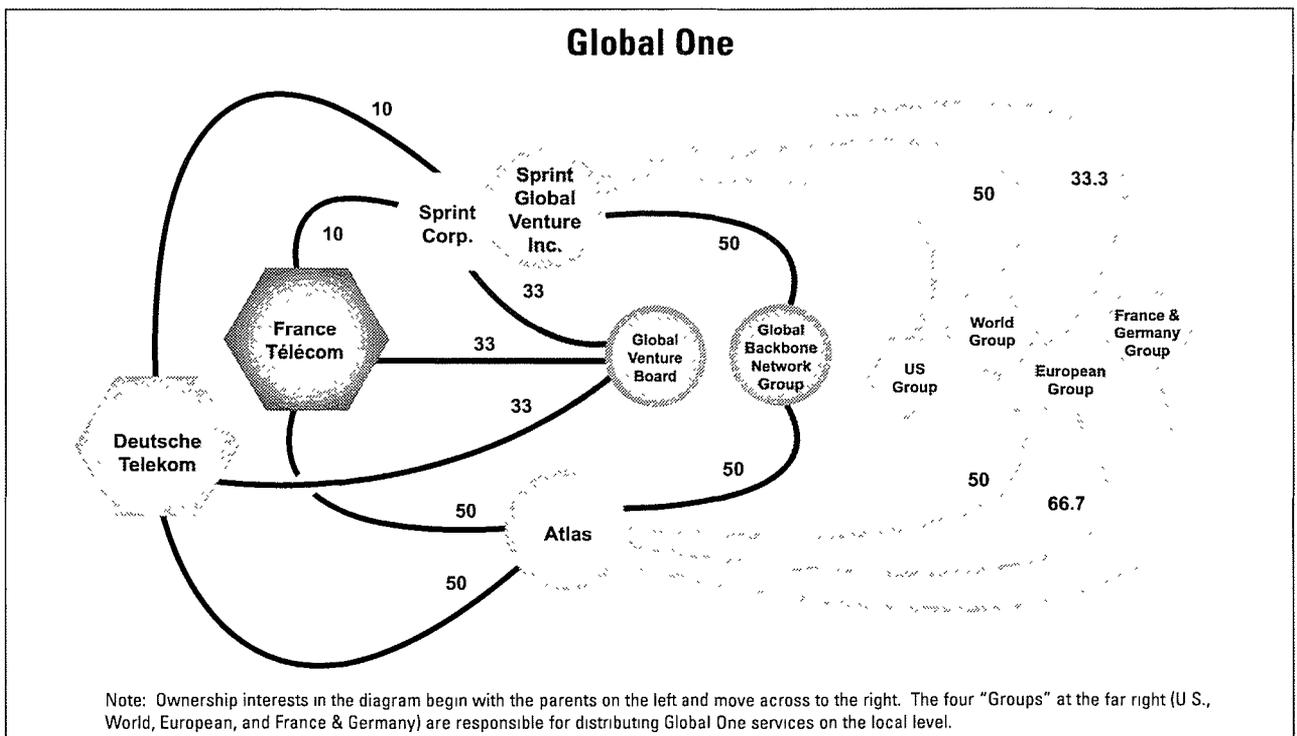 Global One
10
Sprint
Global
Venture
Inc.
Sprint
Corp.
10
50
50
33.3
33
France
Télécom
33
Global
Venture
Board
Global
Backbone
Network
Group
US
Group
World
Group
European
Group
France &
Germany
Group
33
Deutsche
Telekom
50
50
50
66.7
Atlas
50
Note: Ownership interests in the diagram begin with the parents on the left and move across to the right. The four "Groups" at the far right (U S.,
World, European, and France & Germany) are responsible for distributing Global One services on the local level.